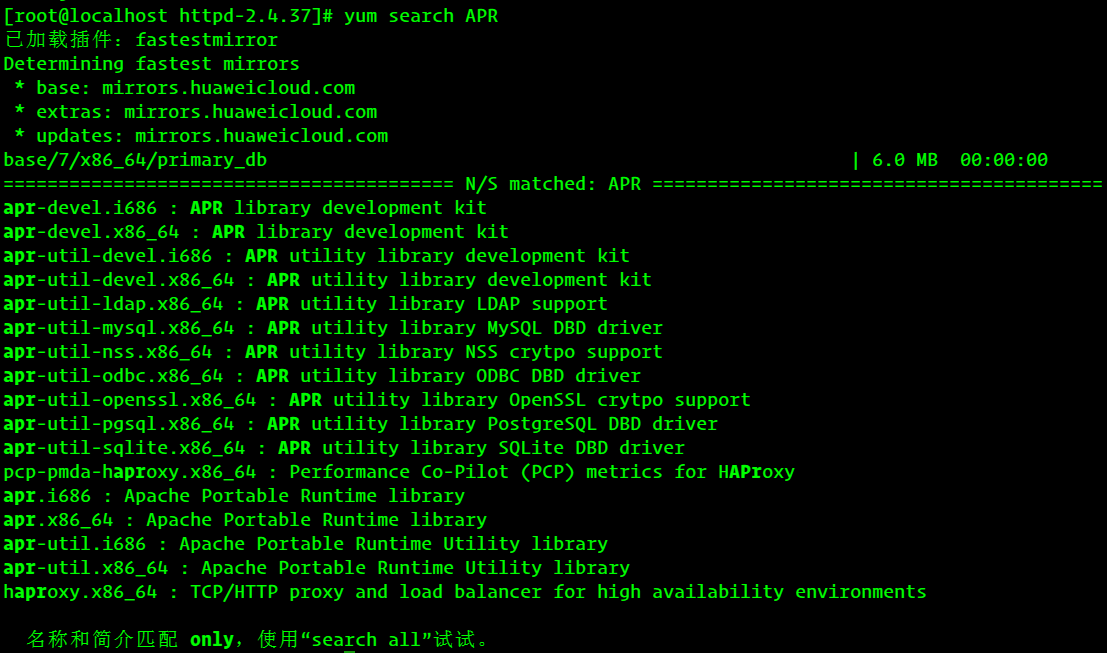 [root@localhost httpd-2.4.37]# yum search APR
已加载插件：fastestmirror
Determining fastest mirrors
 * base: mirrors.huaweicloud.com
 * extras: mirrors.huaweicloud.com
 * updates: mirrors.huaweicloud.com
base/7/x86_64/primary_db | 6.0 MB 00:00:00
========================================= N/S matched: APR =========================================
apr-devel.i686 : APR library development kit
apr-devel.x86_64 : APR library development kit
apr-util-devel.i686 : APR utility library development kit
apr-util-devel.x86_64 : APR utility library development kit
apr-util-ldap.x86_64 : APR utility library LDAP support
apr-util-mysql.x86_64 : APR utility library MySQL DBD driver
apr-util-nss.x86_64 : APR utility library NSS crytpo support
apr-util-odbc.x86_64 : APR utility library ODBC DBD driver
apr-util-openssl.x86_64 : APR utility library OpenSSL crytpo support
apr-util-pgsql.x86_64 : APR utility library PostgreSQL DBD driver
apr-util-sqlite.x86_64 : APR utility library SQLite DBD driver
pcp-pmda-haproxy.x86_64 : Performance Co-Pilot (PCP) metrics for HAProxy
apr.i686 : Apache Portable Runtime library
apr.x86_64 : Apache Portable Runtime library
apr-util.i686 : Apache Portable Runtime Utility library
apr-util.x86_64 : Apache Portable Runtime Utility library
haproxy.x86_64 : TCP/HTTP proxy and load balancer for high availability environments
名称和简介匹配 only，使用“search all”试试。